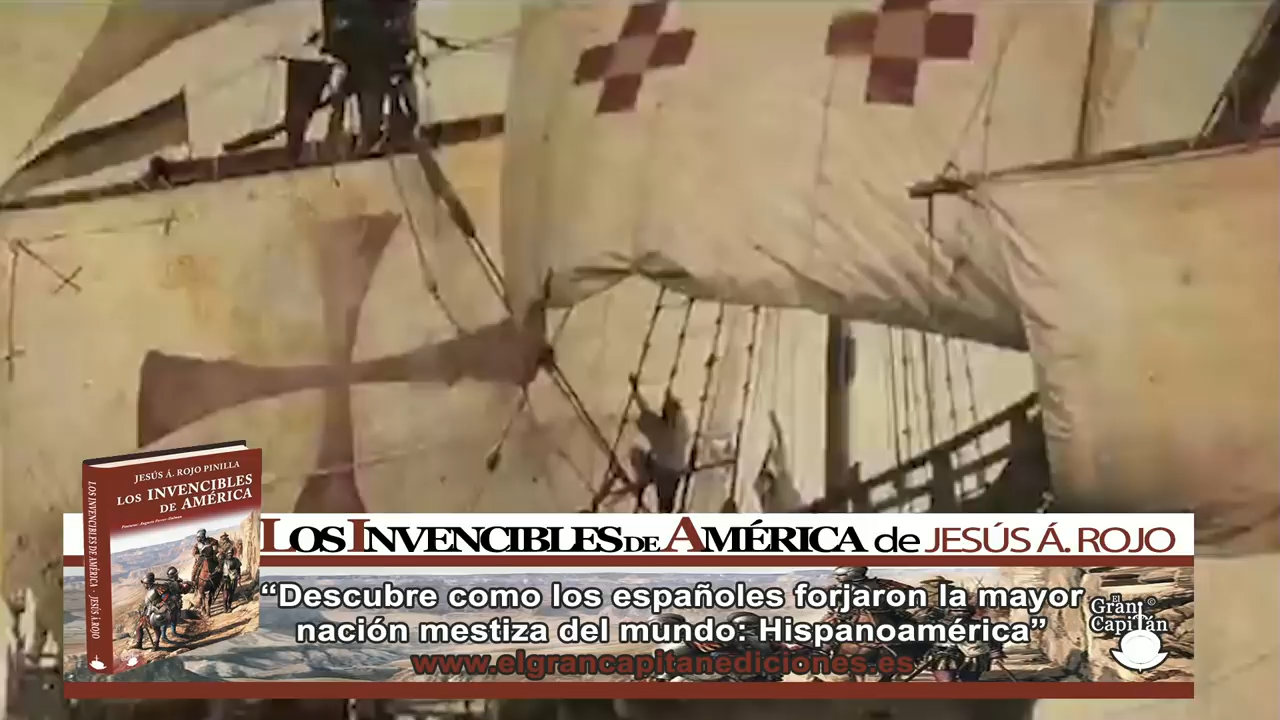 JESÚS Á. ROJO PINILLA
LOS INVENCIBLES
DE AMÉRICA
LOS INVENCIBLES DE AMÉRICA · JESÚS Á. ROJO
LOS INVENCIBLES DE AMÉRICA de JESÚS Á. ROJO
“Descubre como los españoles forjaron la mayor
nación mestiza del mundo: Hispanoamérica”
www.elgrancapitanediciones.es
El
Gran
Capitán